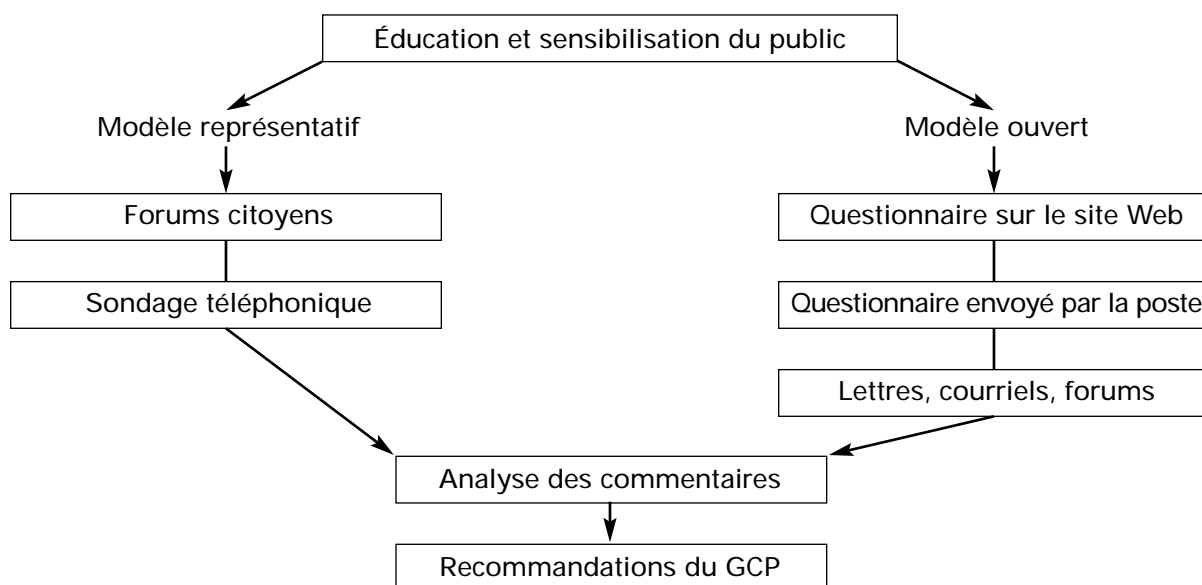 Éducation et sensibilisation du public
Modèle représentatif
Modèle ouvert
Forums citoyens
Questionnaire sur le site Web
Sondage téléphonique
Questionnaire envoyé par la poste
Lettres, courriels, forums
Analyse des commentaires
Recommandations du GCP